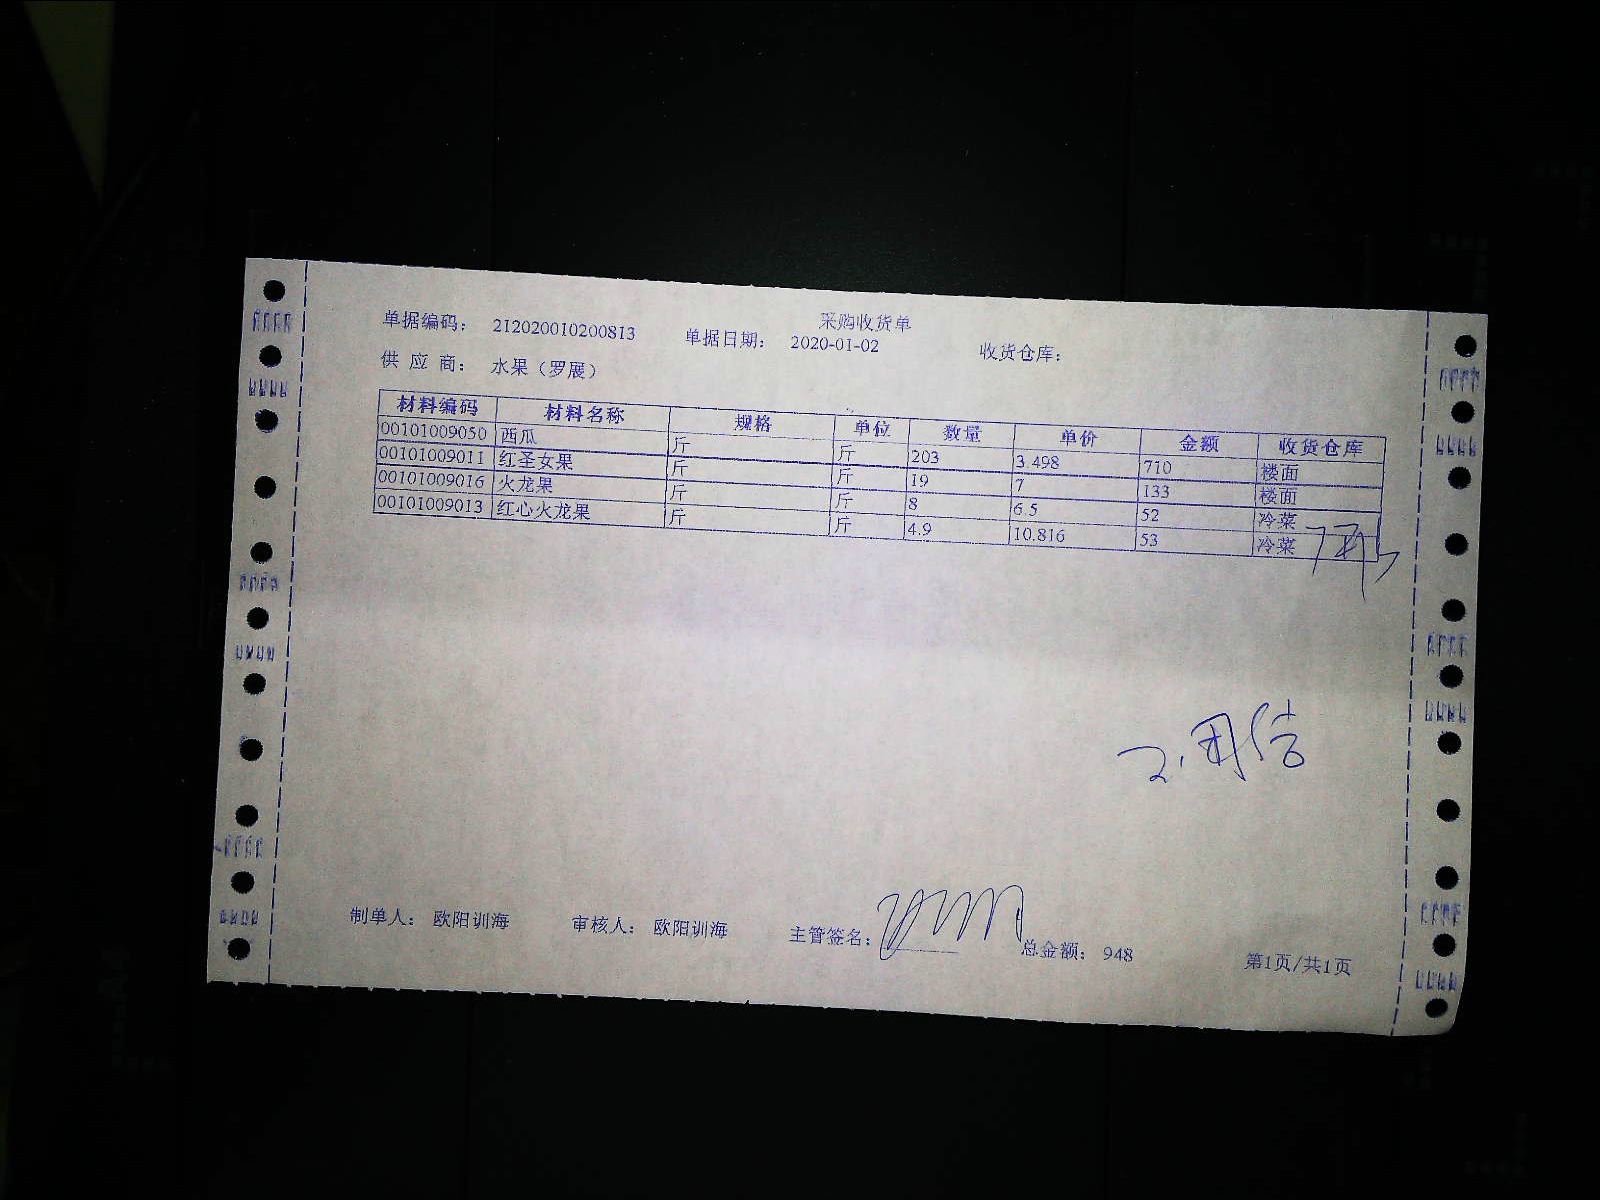 采购收货单
单据编码： 212020010200813 单据日期： 2020-01-02 收货仓库：
供 应 商： 水果（罗展）
材料编码 材料名称 规格 单位 数量 单价 金额 收货仓库
00101009050 西瓜 斤 斤 203 3.498 710 楼面
00101009011 红圣女果 斤 斤 19 7 133 楼面
00101009016 火龙果 斤 斤 8 6.5 52 冷菜
00101009013 红心火龙果 斤 斤 4.9 10.816 53 冷菜
制单人： 欧阳训海 审核人： 欧阳训海 主管签名： 总金额： 948 第1页/共1页